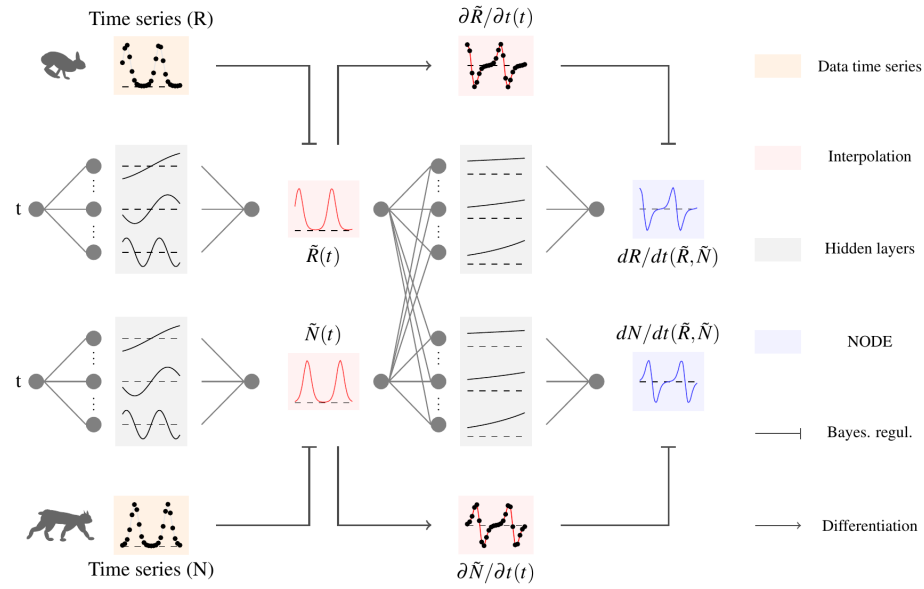 Time series (R)
∂R̃/∂t(t)
Data time series
t
R̃(t)
dR/dt(R̃,Ñ)
Interpolation
Hidden layers
t
Ñ(t)
dN/dt(R̃,Ñ)
NODE
Bayes. regul.
Time series (N)
∂Ñ/∂t(t)
Differentiation